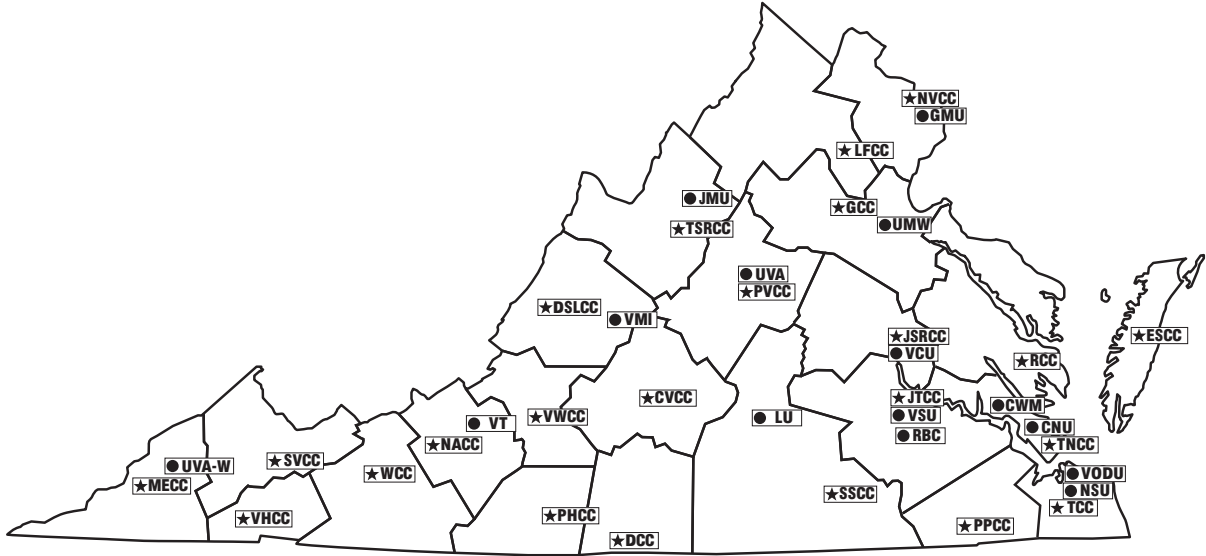 NVCC
GMU
LFCC
JMU
GCC
TSRCC
UMW
UVA
PVCC
DSLCC
VMI
JSRCC
ESCC
VCU
RCC
CVCC
JTCC
CWM
VWCC
LU
VSU
VT
CNU
RBC
NACC
TNCC
SVCC
UVA-W
WCC
VODU
MECC
NSU
SSCC
TCC
PHCC
VHCC
PPCC
DCC